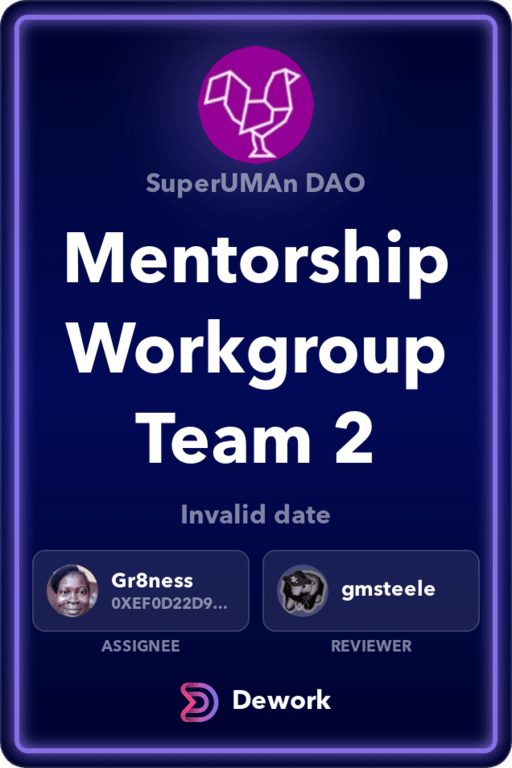 SuperUMAn DAO
Mentorship
Workgroup
Team 2
Invalid date
Gr8ness
0XEF0D22D9...
gmsteele
ASSIGNEE
REVIEWER
Dework